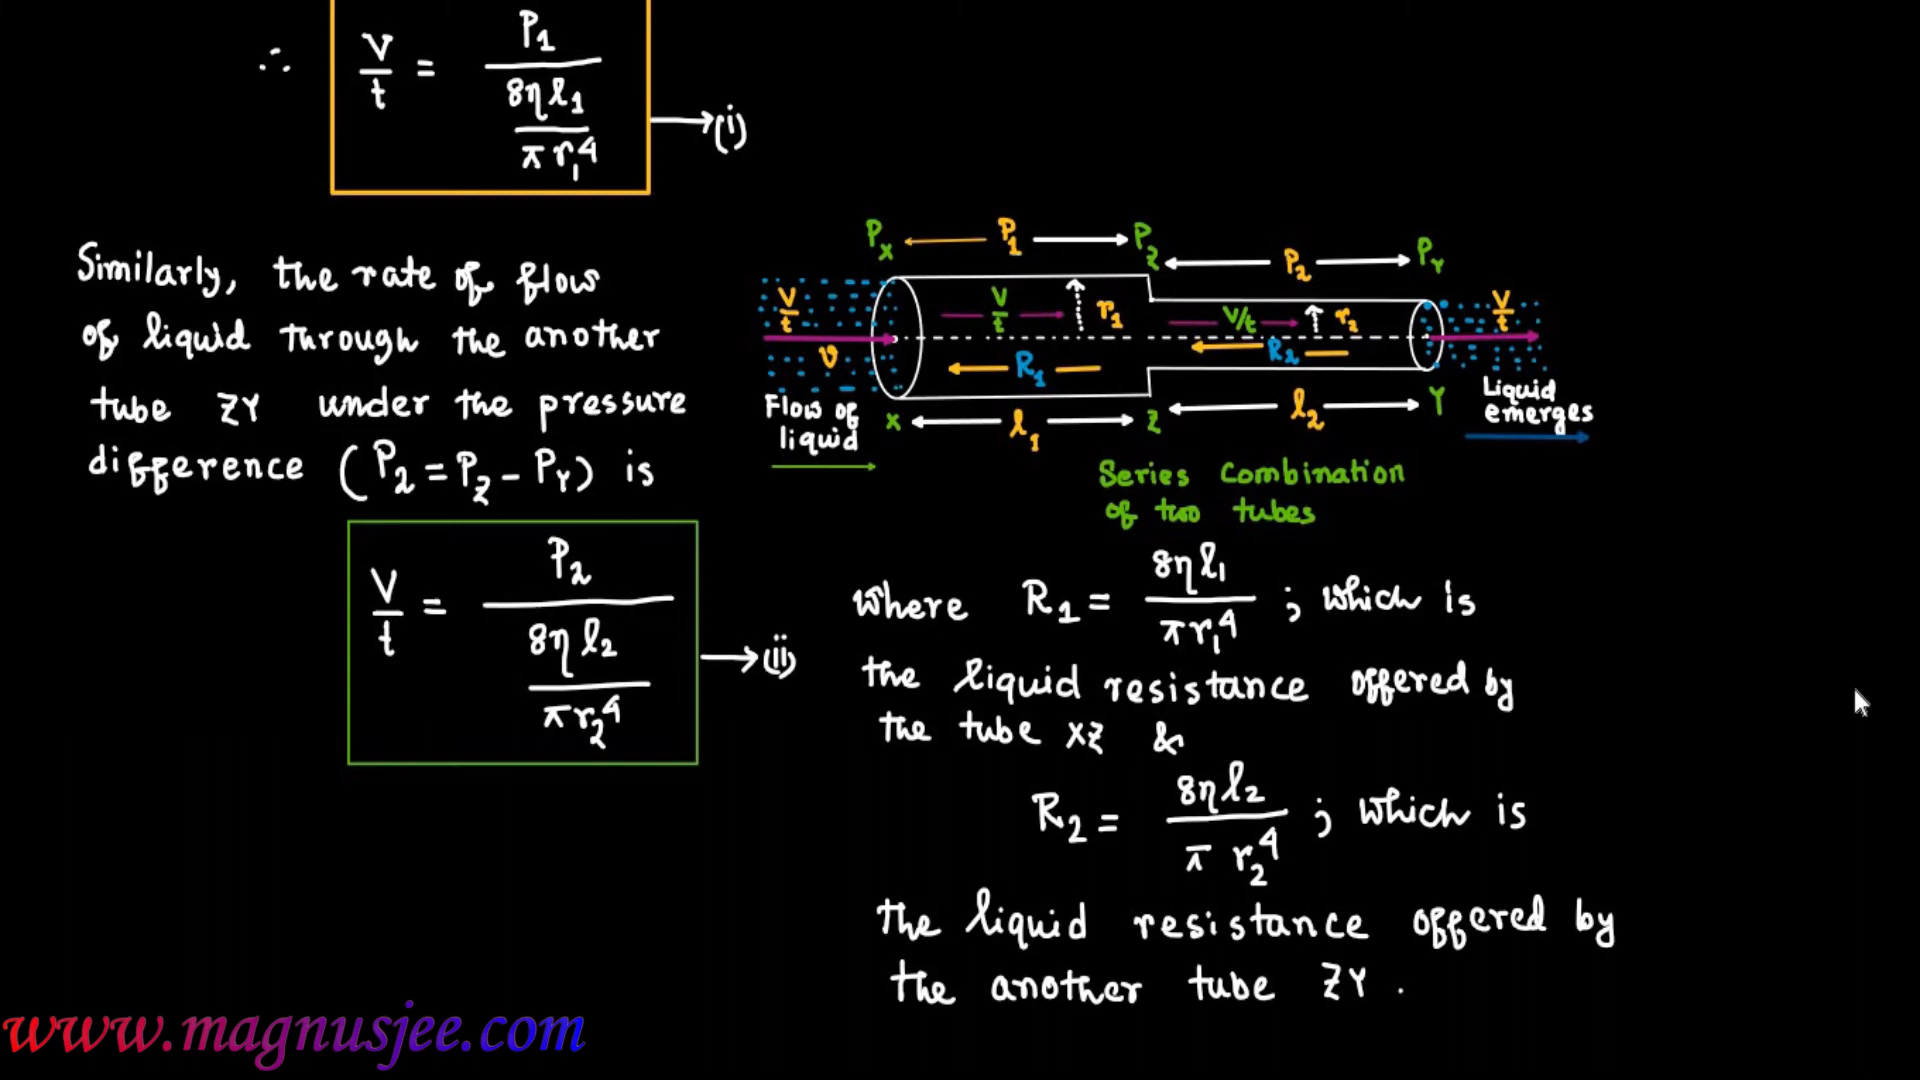 ∴ V/t = P₁ / (8ηl₁ / πr₁⁴) → (i)
Similarly, the rate of flow
of liquid through the another
tube ZY under the pressure
difference (P₂ = P_Z - P_Y) is
V/t = P₂ / (8ηl₂ / πr₂⁴) → (ii)
P_X P₁ P_Z P₂ P_Y
V/t V/t r₁ V/t r₂ V/t
v R₁ R₂
Flow of
liquid
X l₁ Z l₂ Y
Liquid
emerges
Series Combination
of two tubes
where R₁ = 8ηl₁ / πr₁⁴ ; which is
the liquid resistance offered by
the tube XZ &
R₂ = 8ηl₂ / π r₂⁴ ; which is
the liquid resistance offered by
the another tube ZY .
www.magnusjee.com